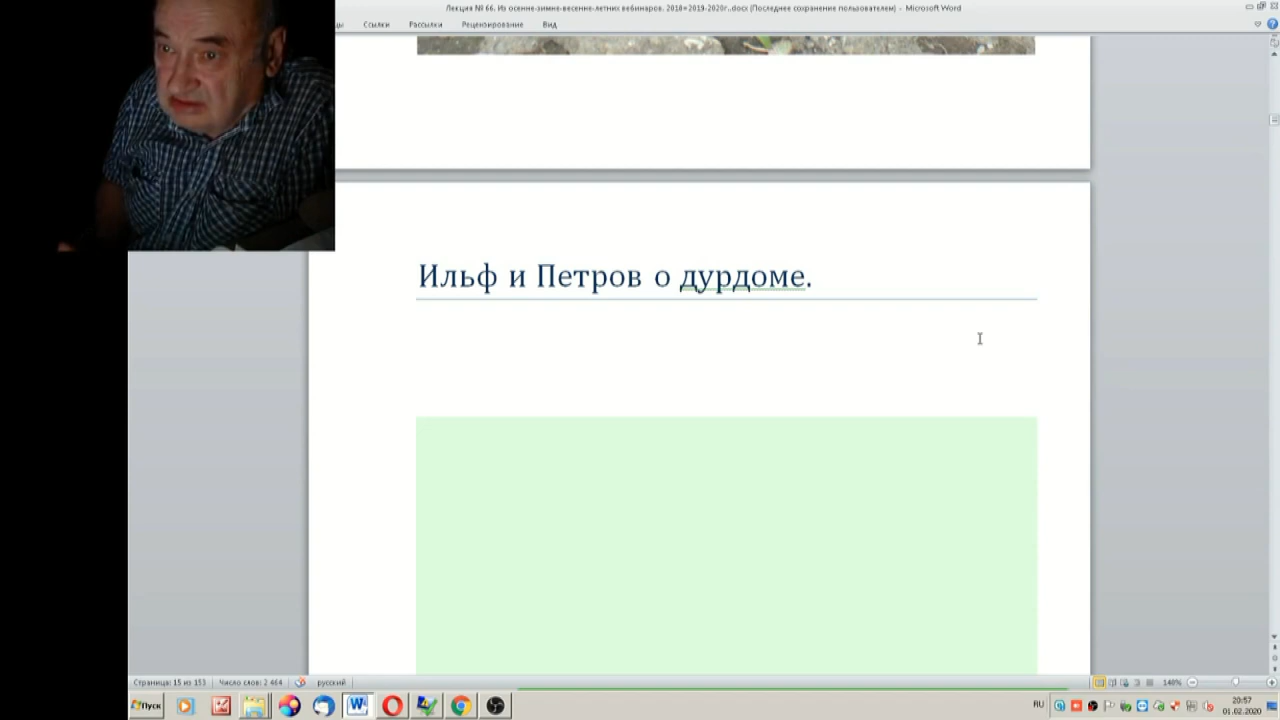 Лекция № 66. Из осенне-зимне-весенне-летних вебинаров. 2018=2019-2020г..docx (Последнее сохранение пользователем) - Microsoft Word
Ссылки Рассылки Рецензирование Вид
Ильф и Петров о дурдоме.
Страница: 15 из 153 Число слов: 2 464 русский 148%
Пуск RU 20:57
01.02.2020